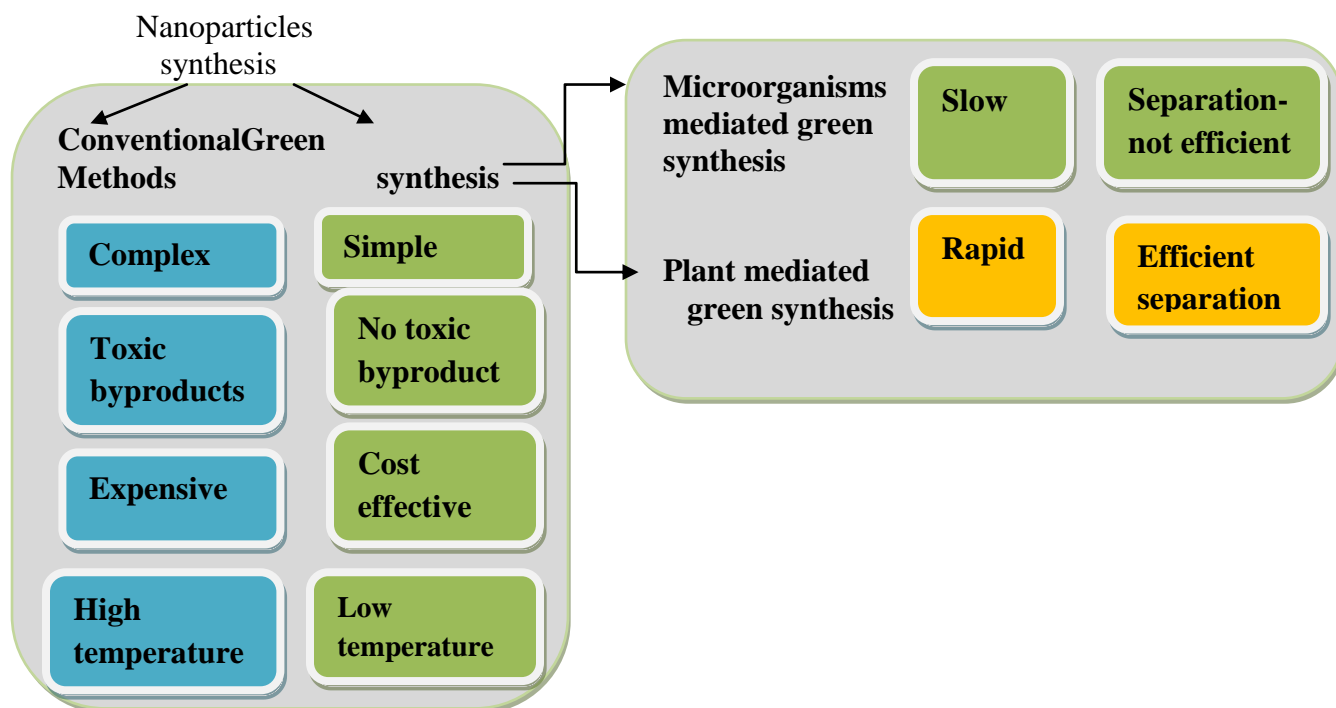 Nanoparticles
synthesis
ConventionalGreen
Methods
synthesis
Complex
Simple
Toxic
byproducts
No toxic
byproduct
Expensive
Cost
effective
High
temperature
Low
temperature
Microorganisms
mediated green
synthesis
Slow
Separation-
not efficient
Plant mediated
green synthesis
Rapid
Efficient
separation